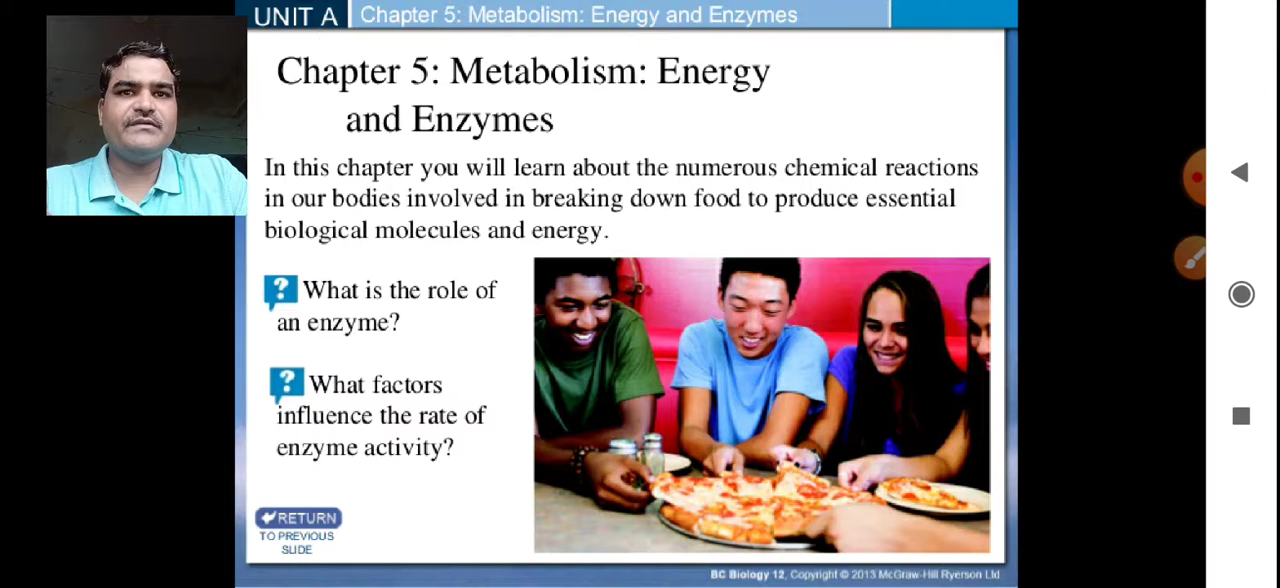 UNIT A
Chapter 5: Metabolism: Energy and Enzymes
Chapter 5: Metabolism: Energy
and Enzymes
In this chapter you will learn about the numerous chemical reactions
in our bodies involved in breaking down food to produce essential
biological molecules and energy.
? What is the role of
an enzyme?
? What factors
influence the rate of
enzyme activity?
RETURN
TO PREVIOUS
SLIDE
BC Biology 12, Copyright © 2013 McGraw-Hill Ryerson Ltd